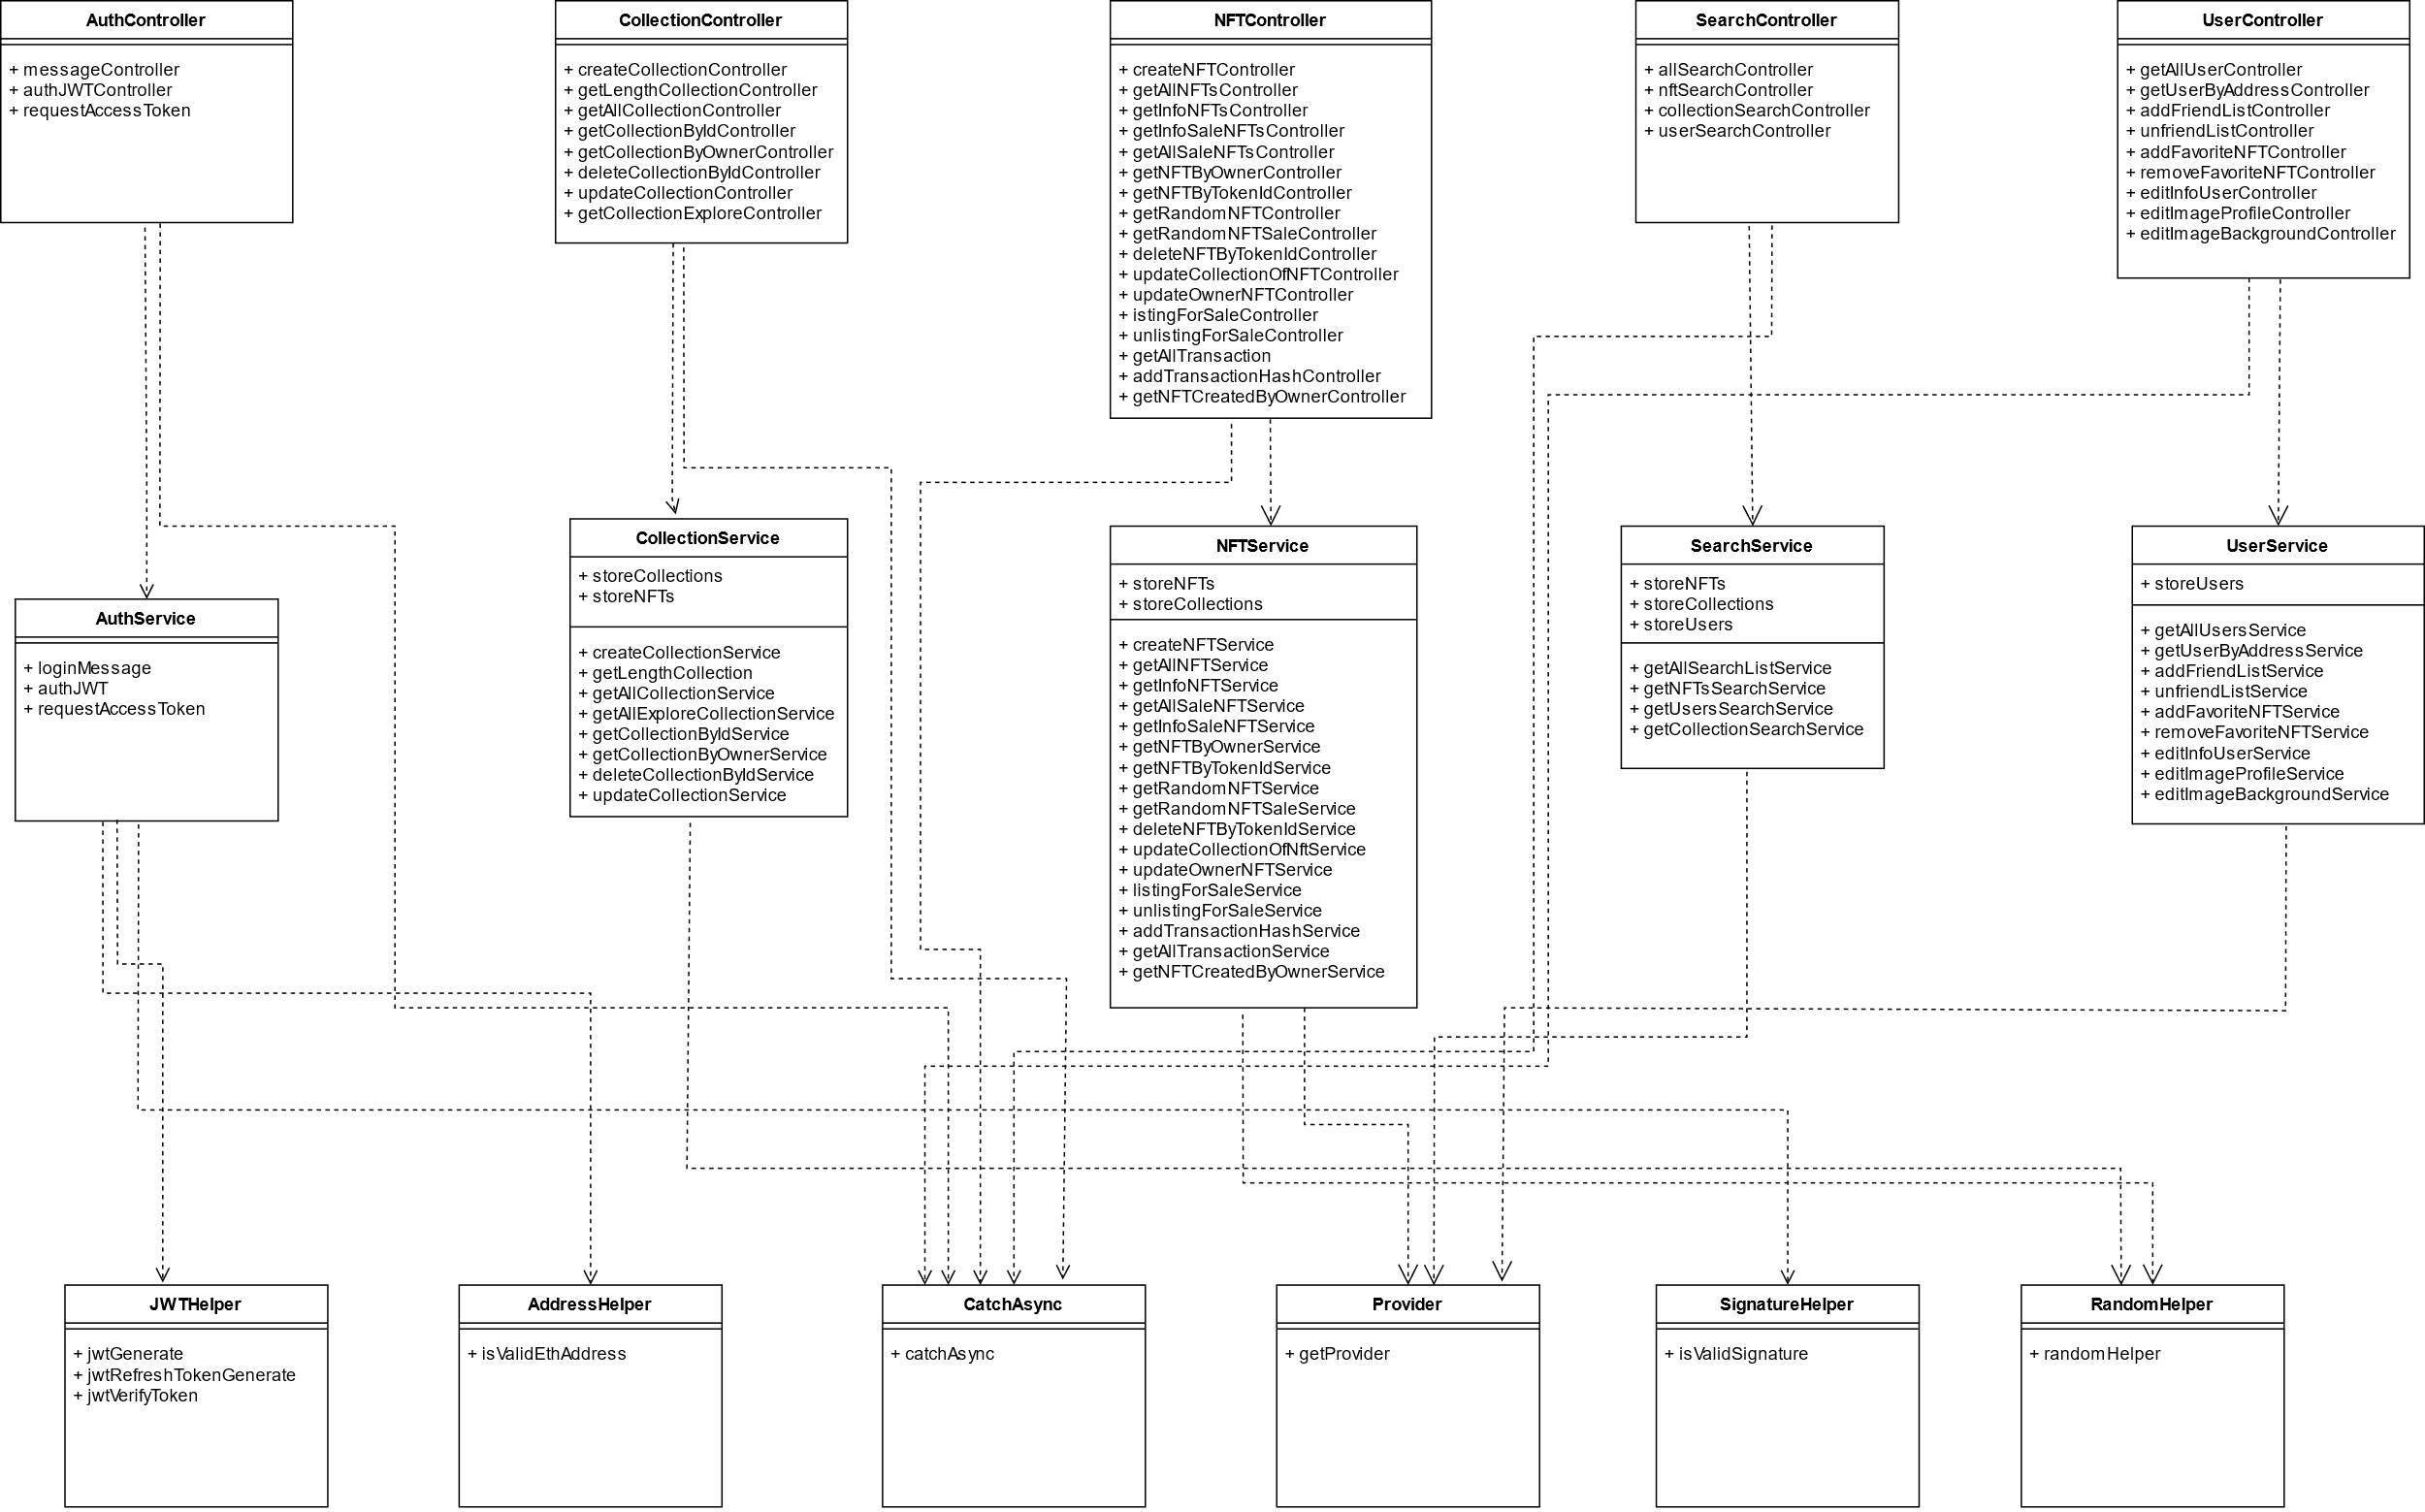 AuthController
+ messageController
+ authJWTController
+ requestAccessToken
CollectionController
+ createCollectionController
+ getLengthCollectionController
+ getAllCollectionController
+ getCollectionByIdController
+ getCollectionByOwnerController
+ deleteCollectionByIdController
+ updateCollectionController
+ getCollectionExploreController
NFTController
+ createNFTController
+ getAllNFTsController
+ getInfoNFTsController
+ getInfoSaleNFTsController
+ getAllSaleNFTsController
+ getNFTByOwnerController
+ getNFTByTokenIdController
+ getRandomNFTController
+ getRandomNFTSaleController
+ deleteNFTByTokenIdController
+ updateCollectionOfNFTController
+ updateOwnerNFTController
+ istingForSaleController
+ unlistingForSaleController
+ getAllTransaction
+ addTransactionHashController
+ getNFTCreatedByOwnerController
SearchController
+ allSearchController
+ nftSearchController
+ collectionSearchController
+ userSearchController
UserController
+ getAllUserController
+ getUserByAddressController
+ addFriendListController
+ unfriendListController
+ addFavoriteNFTController
+ removeFavoriteNFTController
+ editInfoUserController
+ editImageProfileController
+ editImageBackgroundController
AuthService
+ loginMessage
+ authJWT
+ requestAccessToken
CollectionService
+ storeCollections
+ storeNFTs
+ createCollectionService
+ getLengthCollection
+ getAllCollectionService
+ getAllExploreCollectionService
+ getCollectionByIdService
+ getCollectionByOwnerService
+ deleteCollectionByIdService
+ updateCollectionService
NFTService
+ storeNFTs
+ storeCollections
+ createNFTService
+ getAllNFTService
+ getInfoNFTService
+ getAllSaleNFTService
+ getInfoSaleNFTService
+ getNFTByOwnerService
+ getNFTByTokenIdService
+ getRandomNFTService
+ getRandomNFTSaleService
+ deleteNFTByTokenIdService
+ updateCollectionOfNftService
+ updateOwnerNFTService
+ listingForSaleService
+ unlistingForSaleService
+ addTransactionHashService
+ getAllTransactionService
+ getNFTCreatedByOwnerService
SearchService
+ storeNFTs
+ storeCollections
+ storeUsers
+ getAllSearchListService
+ getNFTsSearchService
+ getUsersSearchService
+ getCollectionSearchService
UserService
+ storeUsers
+ getAllUsersService
+ getUserByAddressService
+ addFriendListService
+ unfriendListService
+ addFavoriteNFTService
+ removeFavoriteNFTService
+ editInfoUserService
+ editImageProfileService
+ editImageBackgroundService
JWTHelper
+ jwtGenerate
+ jwtRefreshTokenGenerate
+ jwtVerifyToken
AddressHelper
+ isValidEthAddress
CatchAsync
+ catchAsync
Provider
+ getProvider
SignatureHelper
+ isValidSignature
RandomHelper
+ randomHelper